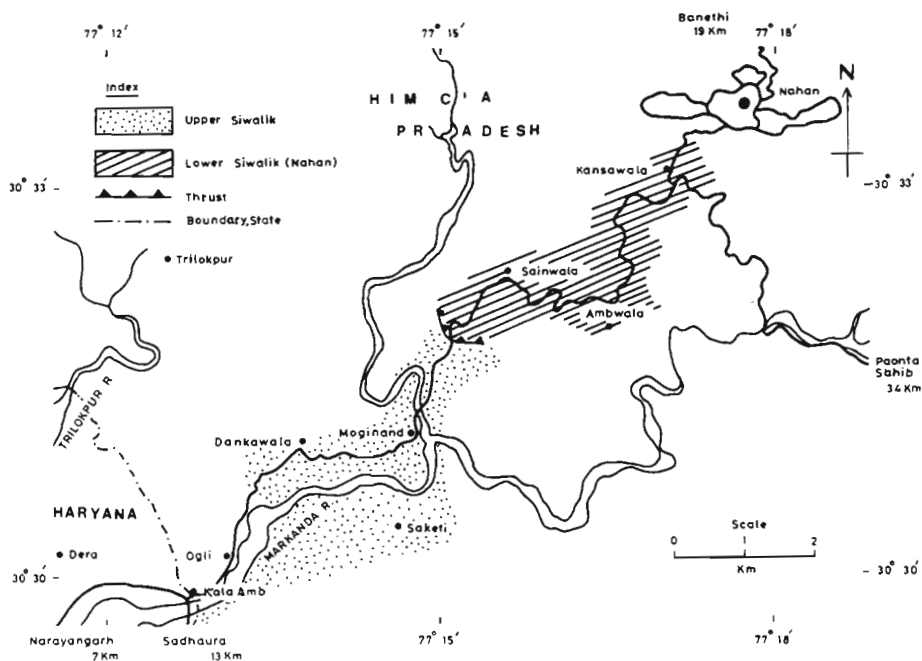 Banethi
19 Km
77° 12'
77° 15'
77° 18'
Index
Upper Siwalik
Lower Siwalik (Nahan)
Thrust
Boundary, State
HIM C'A
PR ADESH
Nahan
N
Kansawala
30° 33'
30° 33'
Trilokpur
Sainwala
Ambwala
Paonta
Sahib
34 Km
TRILOKPUR R
Dankawala
Moginand
MARKANDA R.
Saketi
HARYANA
Dera
Ogli
Scale
0 1 2
Km
30° 30'
30° 30'
Kala Amb
Narayangarh
7 Km
Sadhaura
13 Km
77° 15'
77° 18'